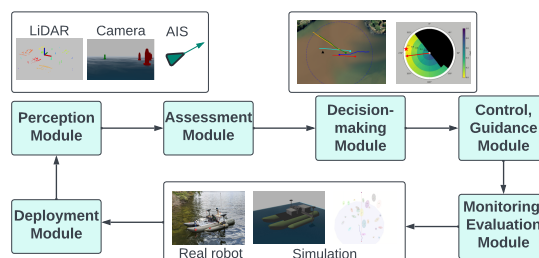 LiDAR
Camera
AIS
Perception
Module
Assessment
Module
Decision-
making
Module
Control,
Guidance
Module
Deployment
Module
Real robot
Simulation
Monitoring,
Evaluation
Module